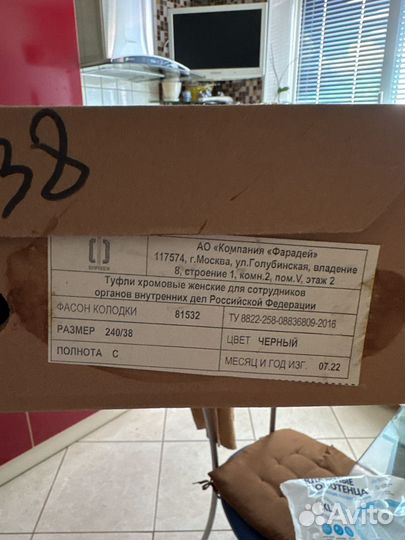 38
АО «Компания «Фарадей»
117574, г.Москва, ул.Голубинская, владение
8, строение 1, комн.2, пом.V, этаж 2
Туфли хромовые женские для сотрудников
органов внутренних дел Российской Федерации
ФАСОН КОЛОДКИ 81532
ТУ 8822-258-08836809-2016
РАЗМЕР 240/38
ЦВЕТ ЧЕРНЫЙ
ПОЛНОТА С
МЕСЯЦ И ГОД ИЗГ. 07.22
XL
Avito